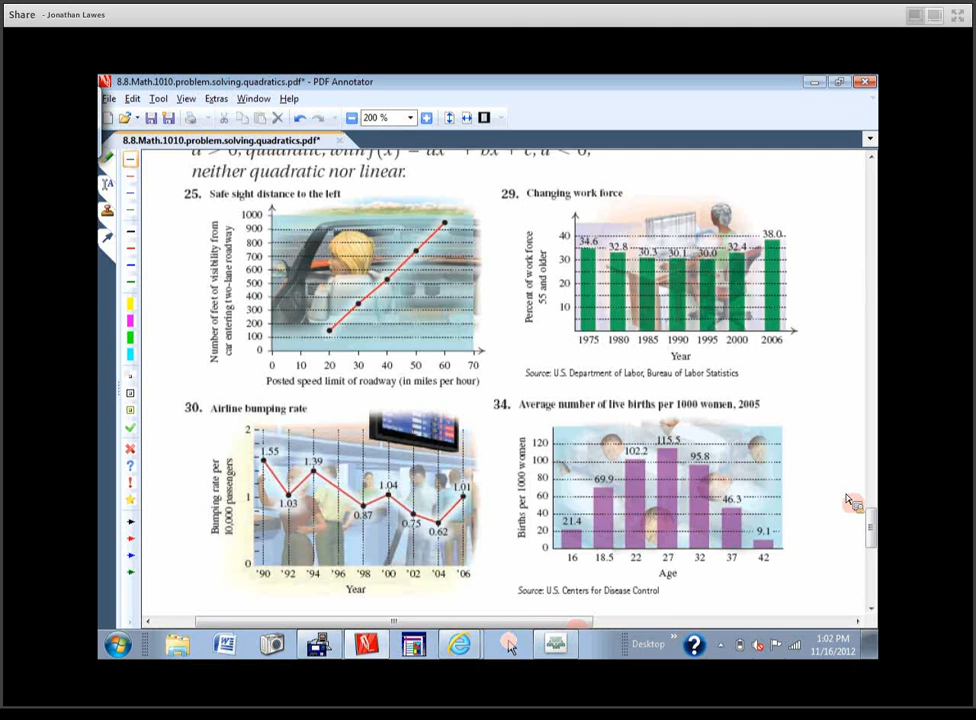 Share - Jonathan Lawes
8.8.Math.1010.problem.solving.quadratics.pdf* - PDF Annotator
File Edit Tool View Extras Window Help
200 %
8.8.Math.1010.problem.solving.quadratics.pdf*
neither quadratic nor linear.
25. Safe sight distance to the left
Number of feet of visibility from
car entering two-lane roadway
1000
900
800
700
600
500
400
300
200
100
0
0 10 20 30 40 50 60 70
Posted speed limit of roadway (in miles per hour)
29. Changing work force
Percent of work force
55 and older
40
30
20
10
34.6 32.8 30.3 30.1 30.0 32.4 38.0
1975 1980 1985 1990 1995 2000 2006
Year
Source: U.S. Department of Labor, Bureau of Labor Statistics
30. Airline bumping rate
Bumping rate per
10,000 passengers
2
1
0
1.55 1.03 1.39 0.87 1.04 0.75 0.62 1.01
'90 '92 '94 '96 '98 '00 '02 '04 '06
Year
34. Average number of live births per 1000 women, 2005
Births per 1000 women
120
100
80
60
40
20
0
21.4 69.9 102.2 115.5 95.8 46.3 9.1
16 18.5 22 27 32 37 42
Age
Source: U.S. Centers for Disease Control
Desktop
1:02 PM
11/16/2012